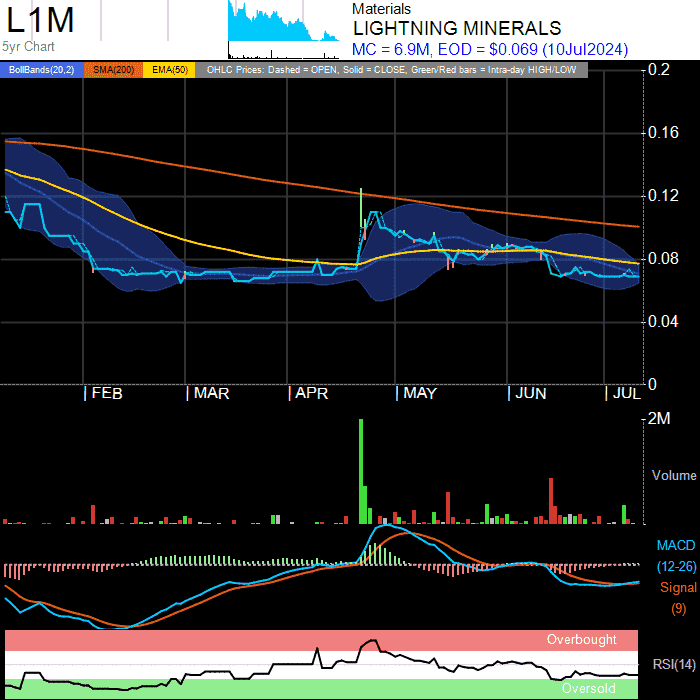 L1M
5yr Chart
Materials
LIGHTNING MINERALS
MC = 6.9M, EOD = $0.069 (10Jul2024)
BollBands(20,2) SMA(200) EMA(50) OHLC Prices: Dashed = OPEN, Solid = CLOSE, Green/Red bars = Intra-day HIGH/LOW
0.2
0.16
0.12
0.08
0.04
0
| FEB | MAR | APR | MAY | JUN | JUL
2M
Volume
MACD
(12-26)
Signal
(9)
Overbought
RSI(14)
Oversold